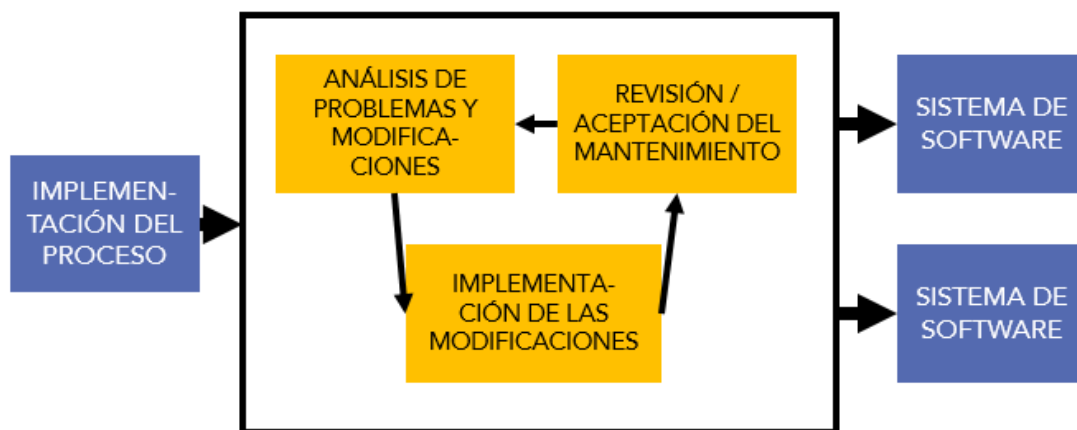 IMPLEMEN-
TACIÓN DEL
PROCESO
ANÁLISIS DE
PROBLEMAS Y
MODIFICA-
CIONES
REVISIÓN /
ACEPTACIÓN DEL
MANTENIMIENTO
IMPLEMENTA-
CIÓN DE LAS
MODIFICACIONES
SISTEMA DE
SOFTWARE
SISTEMA DE
SOFTWARE